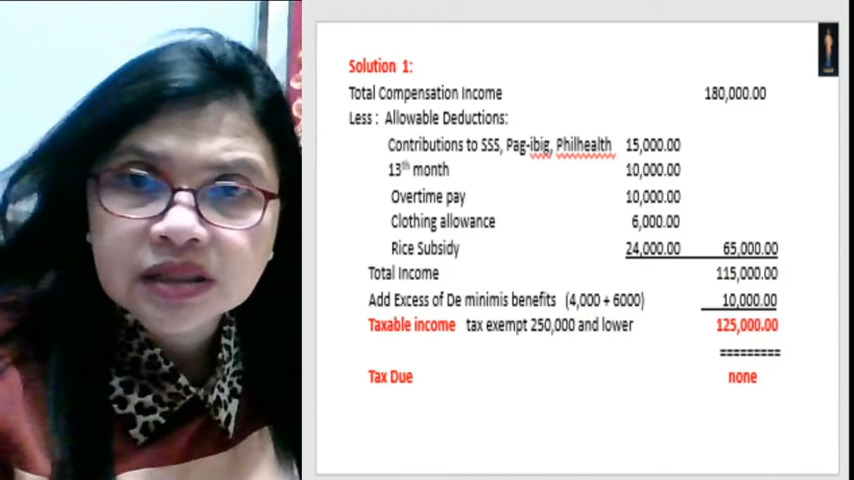 Solution 1:
Total Compensation Income 180,000.00
Less : Allowable Deductions:
Contributions to SSS, Pag-ibig, Philhealth 15,000.00
13th month 10,000.00
Overtime pay 10,000.00
Clothing allowance 6,000.00
Rice Subsidy 24,000.00 65,000.00
Total Income 115,000.00
Add Excess of De minimis benefits (4,000 + 6000) 10,000.00
Taxable income tax exempt 250,000 and lower 125,000.00
=========
Tax Due none